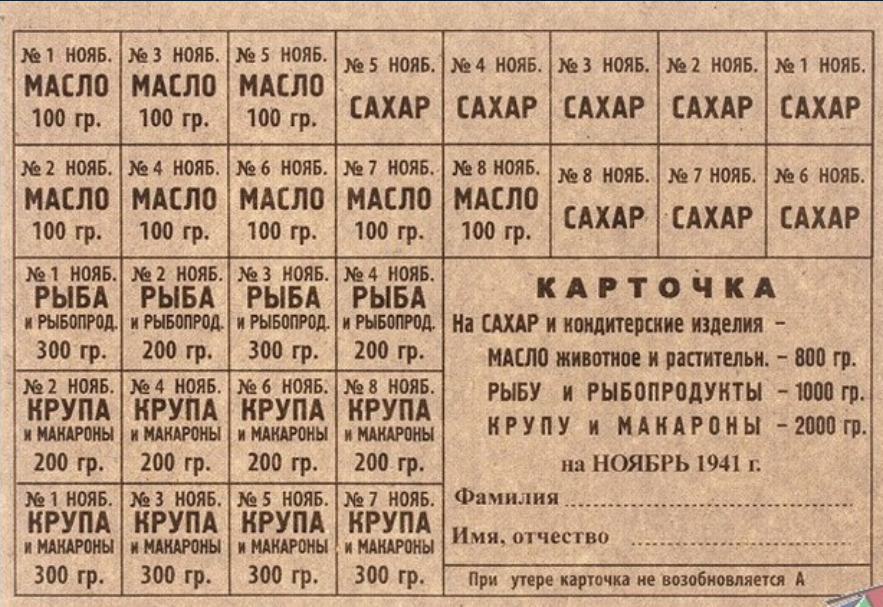 № 1 НОЯБ.
МАСЛО
100 гр.
№ 3 НОЯБ.
МАСЛО
100 гр.
№ 5 НОЯБ.
МАСЛО
100 гр.
№ 5 НОЯБ.
САХАР
№ 4 НОЯБ.
САХАР
№ 3 НОЯБ.
САХАР
№ 2 НОЯБ.
САХАР
№ 1 НОЯБ.
САХАР
№ 2 НОЯБ.
МАСЛО
100 гр.
№ 4 НОЯБ.
МАСЛО
100 гр.
№ 6 НОЯБ.
МАСЛО
100 гр.
№ 7 НОЯБ.
МАСЛО
100 гр.
№ 8 НОЯБ.
МАСЛО
100 гр.
№ 8 НОЯБ.
САХАР
№ 7 НОЯБ.
САХАР
№ 6 НОЯБ.
САХАР
№ 1 НОЯБ.
РЫБА
и РЫБОПРОД.
300 гр.
№ 2 НОЯБ.
РЫБА
и РЫБОПРОД.
200 гр.
№ 3 НОЯБ.
РЫБА
и РЫБОПРОД.
300 гр.
№ 4 НОЯБ.
РЫБА
и РЫБОПРОД.
200 гр.
№ 2 НОЯБ.
КРУПА
и МАКАРОНЫ
200 гр.
№ 4 НОЯБ.
КРУПА
и МАКАРОНЫ
200 гр.
№ 6 НОЯБ.
КРУПА
и МАКАРОНЫ
200 гр.
№ 8 НОЯБ.
КРУПА
и МАКАРОНЫ
200 гр.
№ 1 НОЯБ.
КРУПА
и МАКАРОНЫ
300 гр.
№ 3 НОЯБ.
КРУПА
и МАКАРОНЫ
300 гр.
№ 5 НОЯБ.
КРУПА
и МАКАРОНЫ
300 гр.
№ 7 НОЯБ.
КРУПА
и МАКАРОНЫ
300 гр.
КАРТОЧКА
На САХАР и кондитерские изделия –
МАСЛО животное и растительн. – 800 гр.
РЫБУ и РЫБОПРОДУКТЫ – 1000 гр.
КРУПУ и МАКАРОНЫ – 2000 гр.
на НОЯБРЬ 1941 г.
Фамилия
Имя, отчество
При утере карточка не возобновляется А